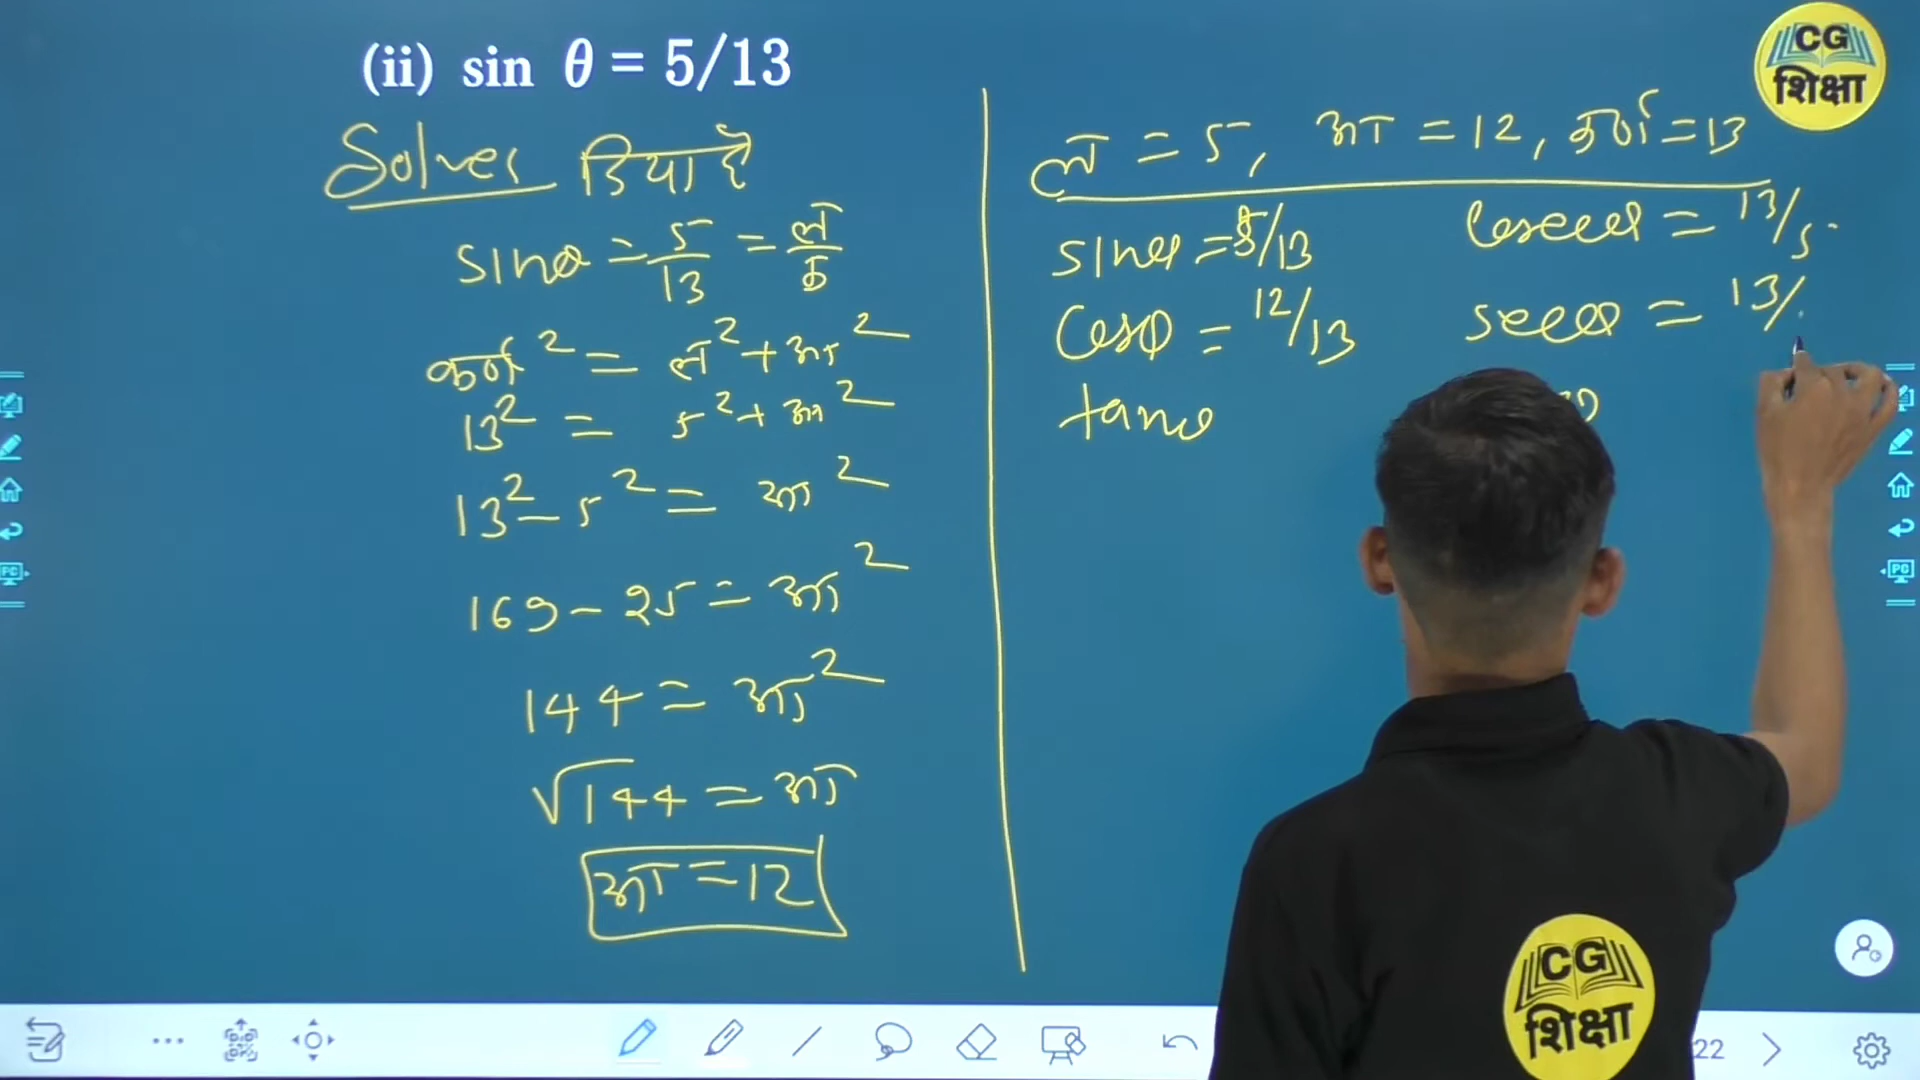 (ii) sin θ = 5/13
Solve दिया है
sinθ = 5/13 = लं/क
कर्ण² = लं² + आ²
13² = 5² + आ²
13² - 5² = आ²
169 - 25 = आ²
144 = आ²
√144 = आ
आ = 12
लं = 5, आ = 12, कर्ण = 13
sinθ = 5/13
cosθ = 12/13
tanθ
cosecθ = 13/5
secθ = 13/
CG
शिक्षा
CG
शिक्षा
22